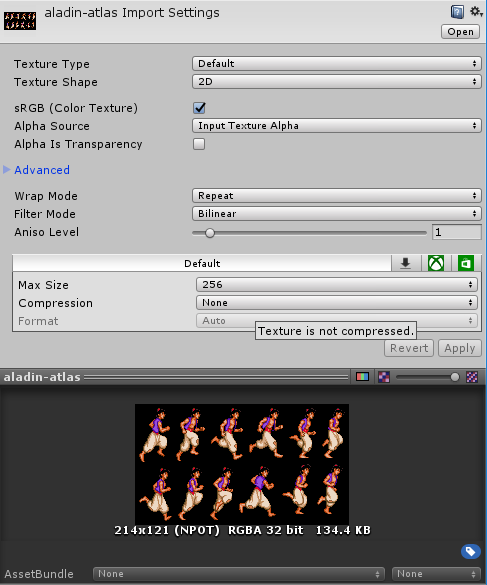 aladin-atlas Import Settings
Open
Texture Type Default
Texture Shape 2D
sRGB (Color Texture)
Alpha Source Input Texture Alpha
Alpha Is Transparency
Advanced
Wrap Mode Repeat
Filter Mode Bilinear
Aniso Level 1
Default
Max Size 256
Compression None
Format Auto
Texture is not compressed.
Revert Apply
aladin-atlas
214x121 (NPOT) RGBA 32 bit 134.4 KB
AssetBundle None None